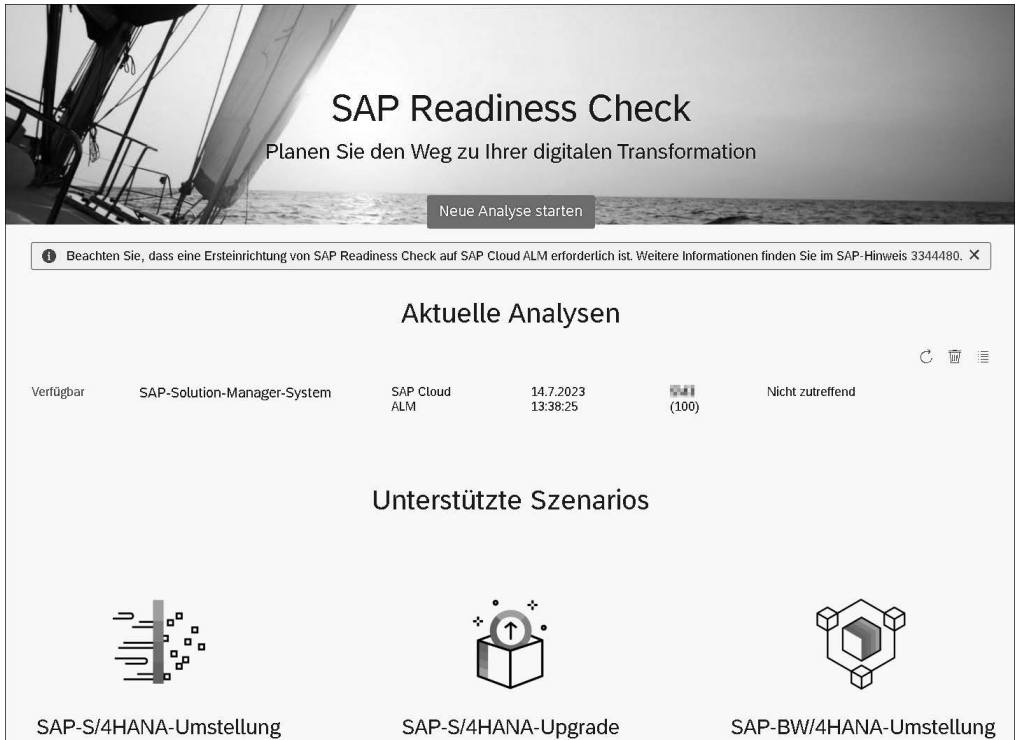 SAP Readiness Check
Planen Sie den Weg zu Ihrer digitalen Transformation
Neue Analyse starten
Beachten Sie, dass eine Ersteinrichtung von SAP Readiness Check auf SAP Cloud ALM erforderlich ist. Weitere Informationen finden Sie im SAP-Hinweis 3344480.
Aktuelle Analysen
Verfügbar SAP-Solution-Manager-System SAP Cloud 14.7.2023 Nicht zutreffend
ALM 13:38:25 (100)
Unterstützte Szenarios
SAP-S/4HANA-Umstellung SAP-S/4HANA-Upgrade SAP-BW/4HANA-Umstellung